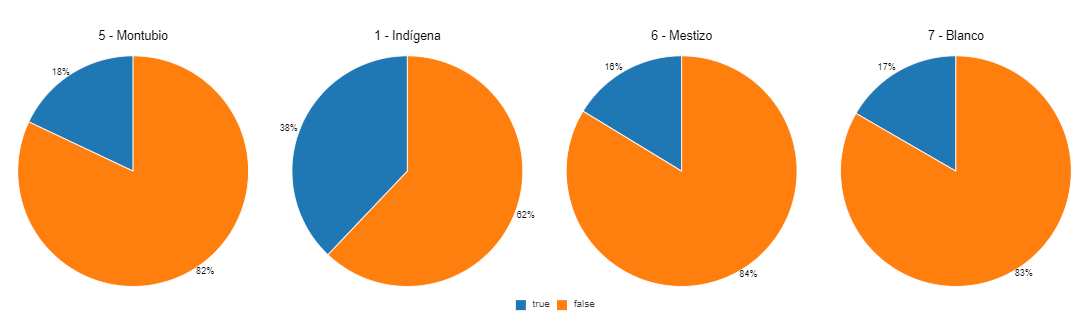 5 - Montubio
1 - Indígena
6 - Mestizo
7 - Blanco
18%
82%
38%
62%
16%
84%
17%
83%
true
false